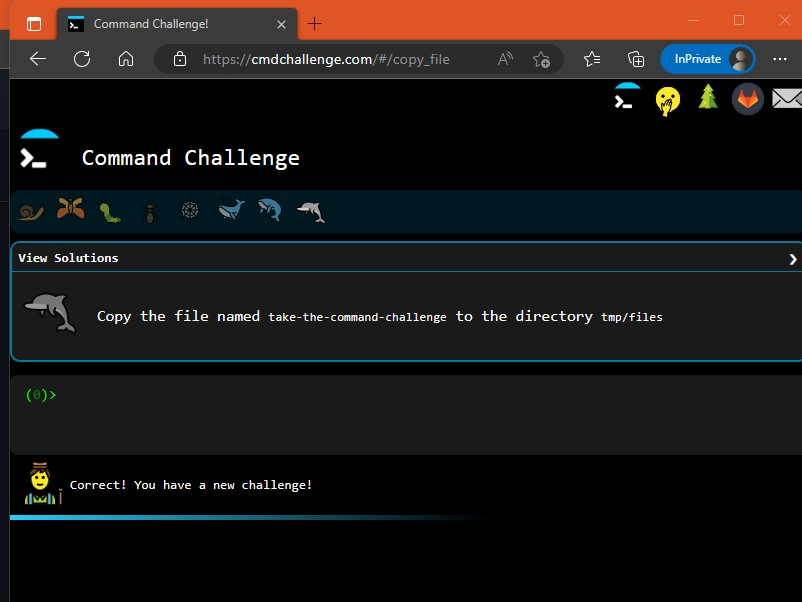 Command Challenge!
https://cmdchallenge.com/#/copy_file
InPrivate
Command Challenge
View Solutions
Copy the file named take-the-command-challenge to the directory tmp/files
(0)>
Correct! You have a new challenge!